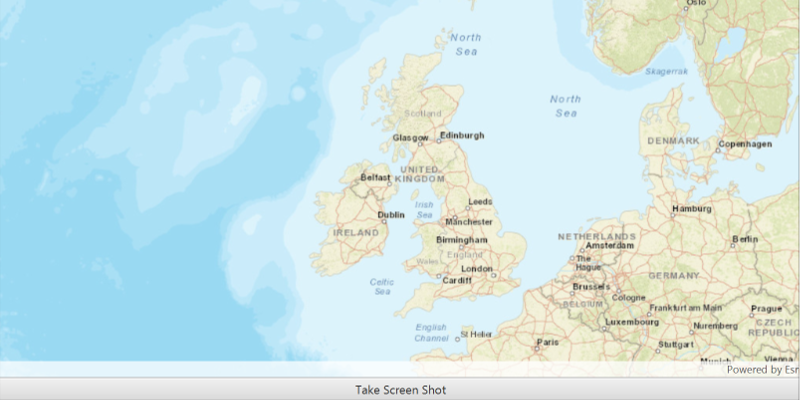 Oslo
North
Sea
Skagerrak
North
Sea
Scotland
Glasgow
Edinburgh
DENMARK
Copenhagen
UNITED
KINGDOM
Belfast
Irish
Sea
Leeds
Hamburg
Dublin
Manchester
IRELAND
Birmingham
NETHERLANDS
Amsterdam
Berlin
Wales
England
The
Hague
London
Cardiff
GERMANY
Celtic
Sea
Brussels
Cologne
BELGIUM
Frankfurt am Main
Prague
Luxembourg
Nuremberg
CZECH
REPUBLIC
English
Channel
St Helier
Paris
Stuttgart
Munich
Vienna
Powered by Esr
Take Screen Shot